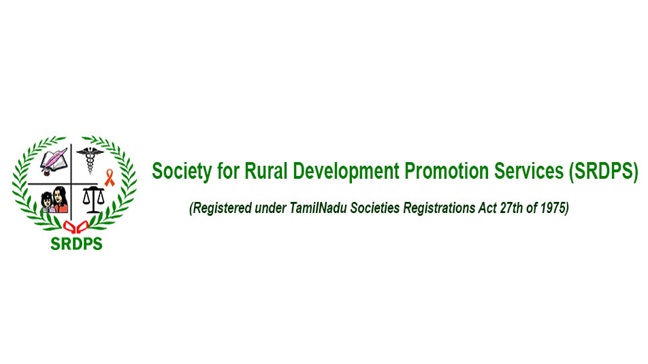 Society for Rural Development Promotion Services (SRDPS)
(Registered under TamilNadu Societies Registrations Act 27th of 1975)
SRDPS